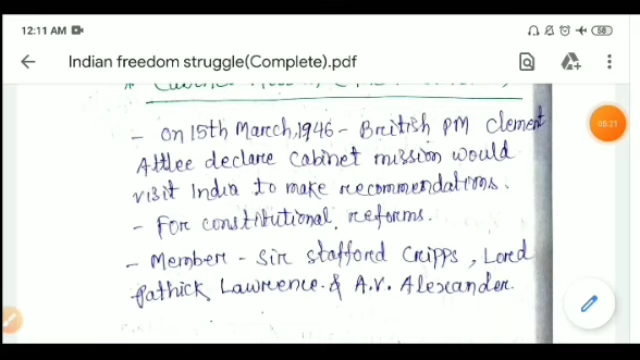 12:11 AM
58
Indian freedom struggle(Complete).pdf
05:21
- On 15th March, 1946 - British PM Clement
Attlee declare Cabinet mission would
visit India to make recommendations.
- For constitutional reforms.
- Member - Sir Stafford Cripps, Lord
Pathick Lawrence & A.V. Alexander.